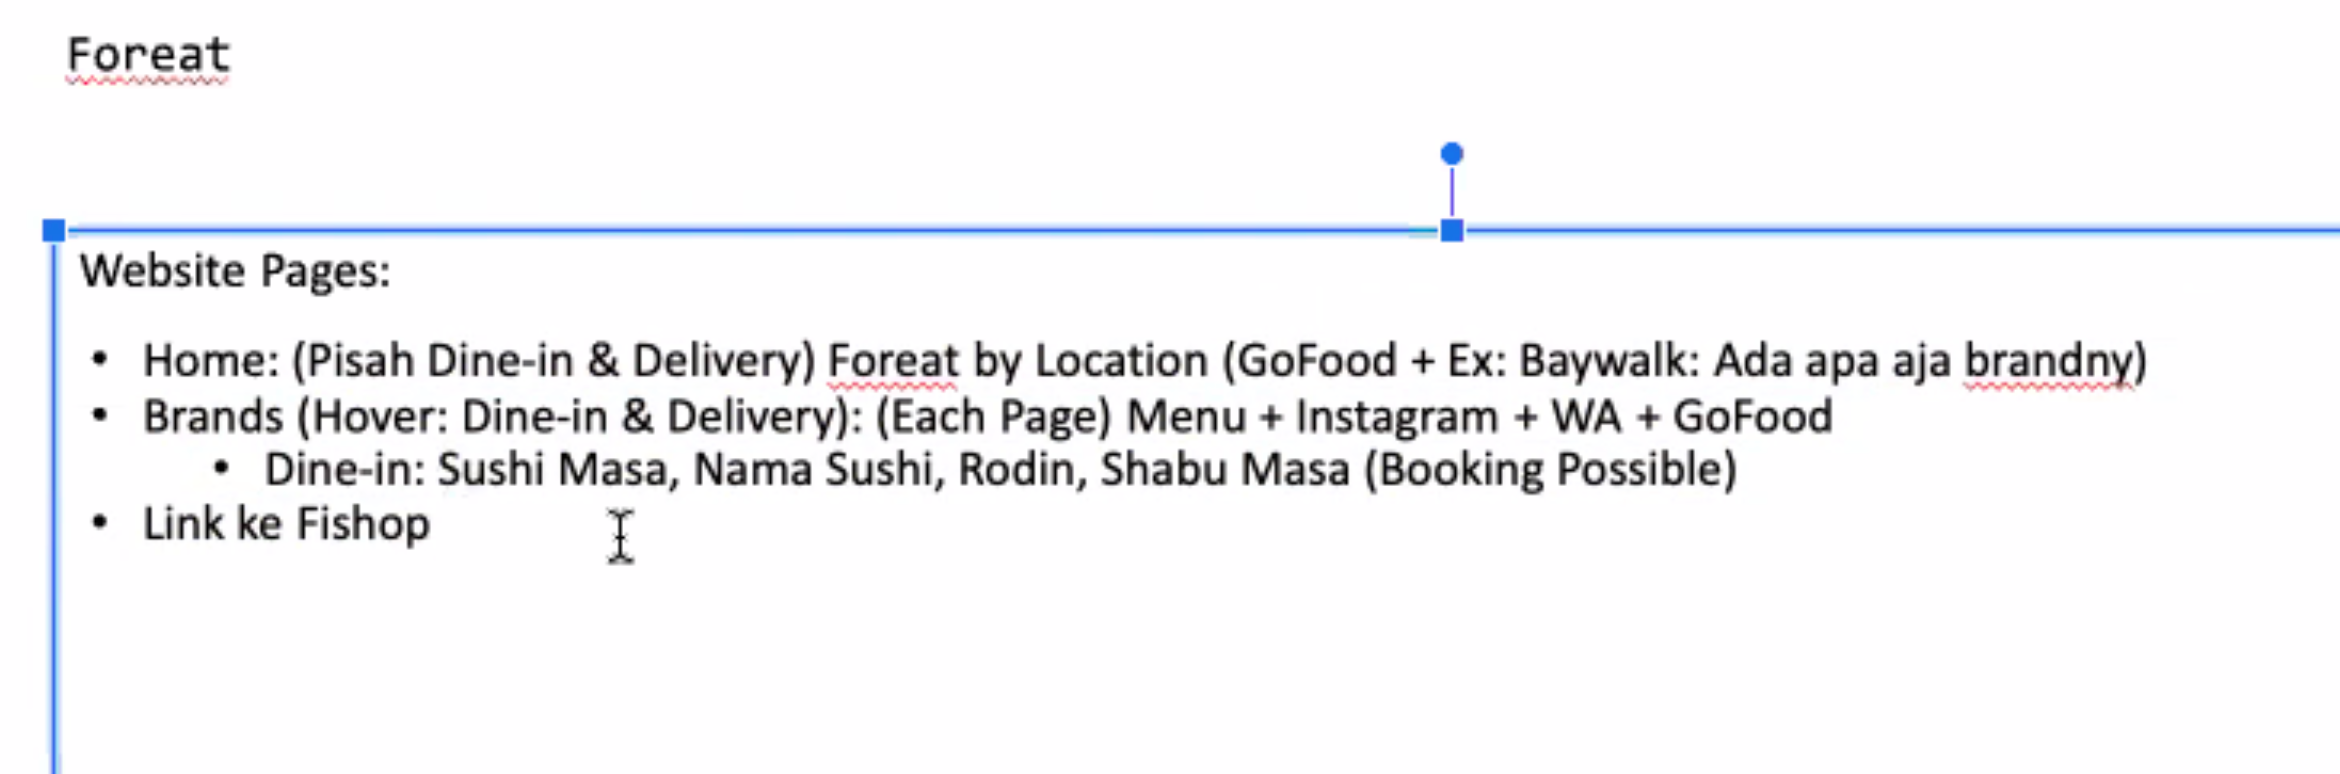 Foreat
Website Pages:
• Home: (Pisah Dine-in & Delivery) Foreat by Location (GoFood + Ex: Baywalk: Ada apa aja brandny)
• Brands (Hover: Dine-in & Delivery): (Each Page) Menu + Instagram + WA + GoFood
• Dine-in: Sushi Masa, Nama Sushi, Rodin, Shabu Masa (Booking Possible)
• Link ke Fishop